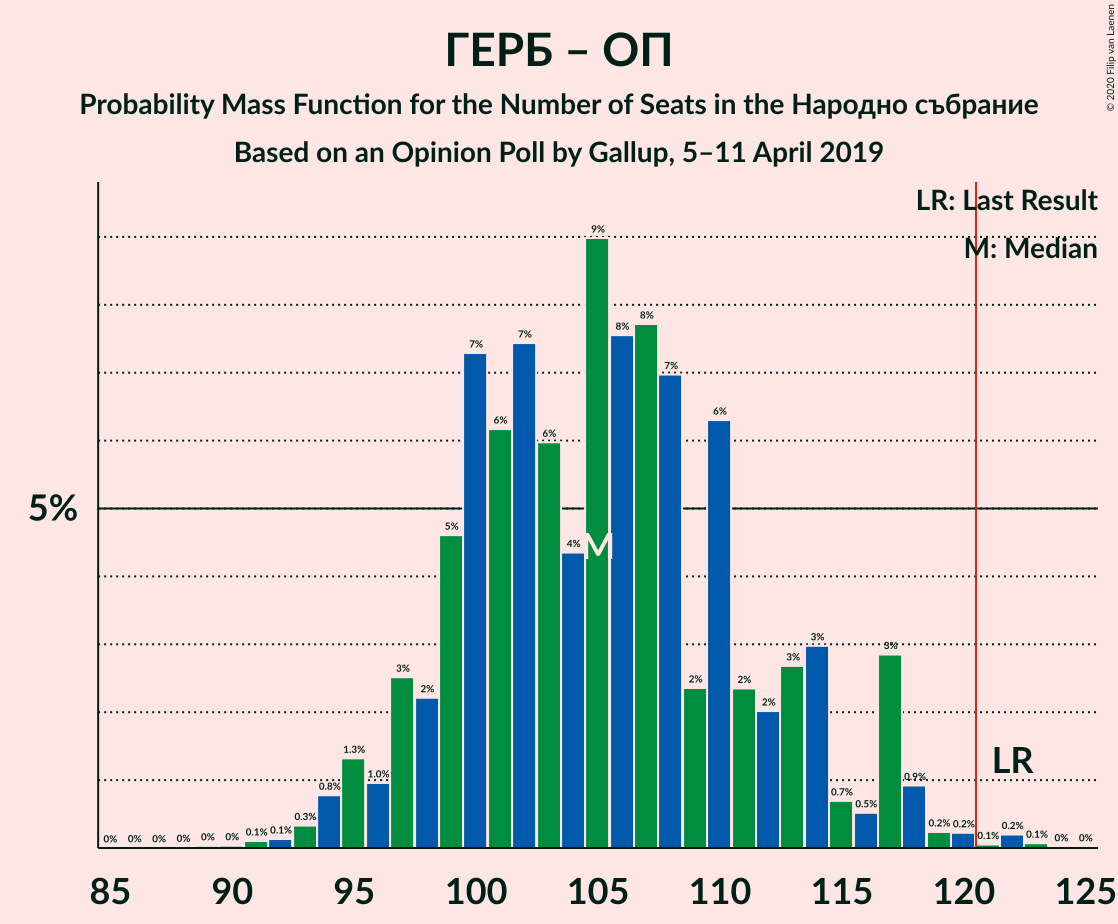 ГЕРБ – ОП
Probability Mass Function for the Number of Seats in the Народно събрание
Based on an Opinion Poll by Gallup, 5–11 April 2019
© 2020 Filip van Laenen
LR: Last Result
M: Median
5%
0% 0% 0% 0% 0% 0% 0.1% 0.1% 0.3% 0.8% 1.3% 1.0% 3% 2% 5% 7% 6% 7% 6% 4% 9% 8% 8% 7% 2% 6% 2% 2% 3% 3% 0.7% 0.5% 3% 0.9% 0.2% 0.2% 0.1% 0.2% 0.1% 0% 0%
M
LR
85 90 95 100 105 110 115 120 125